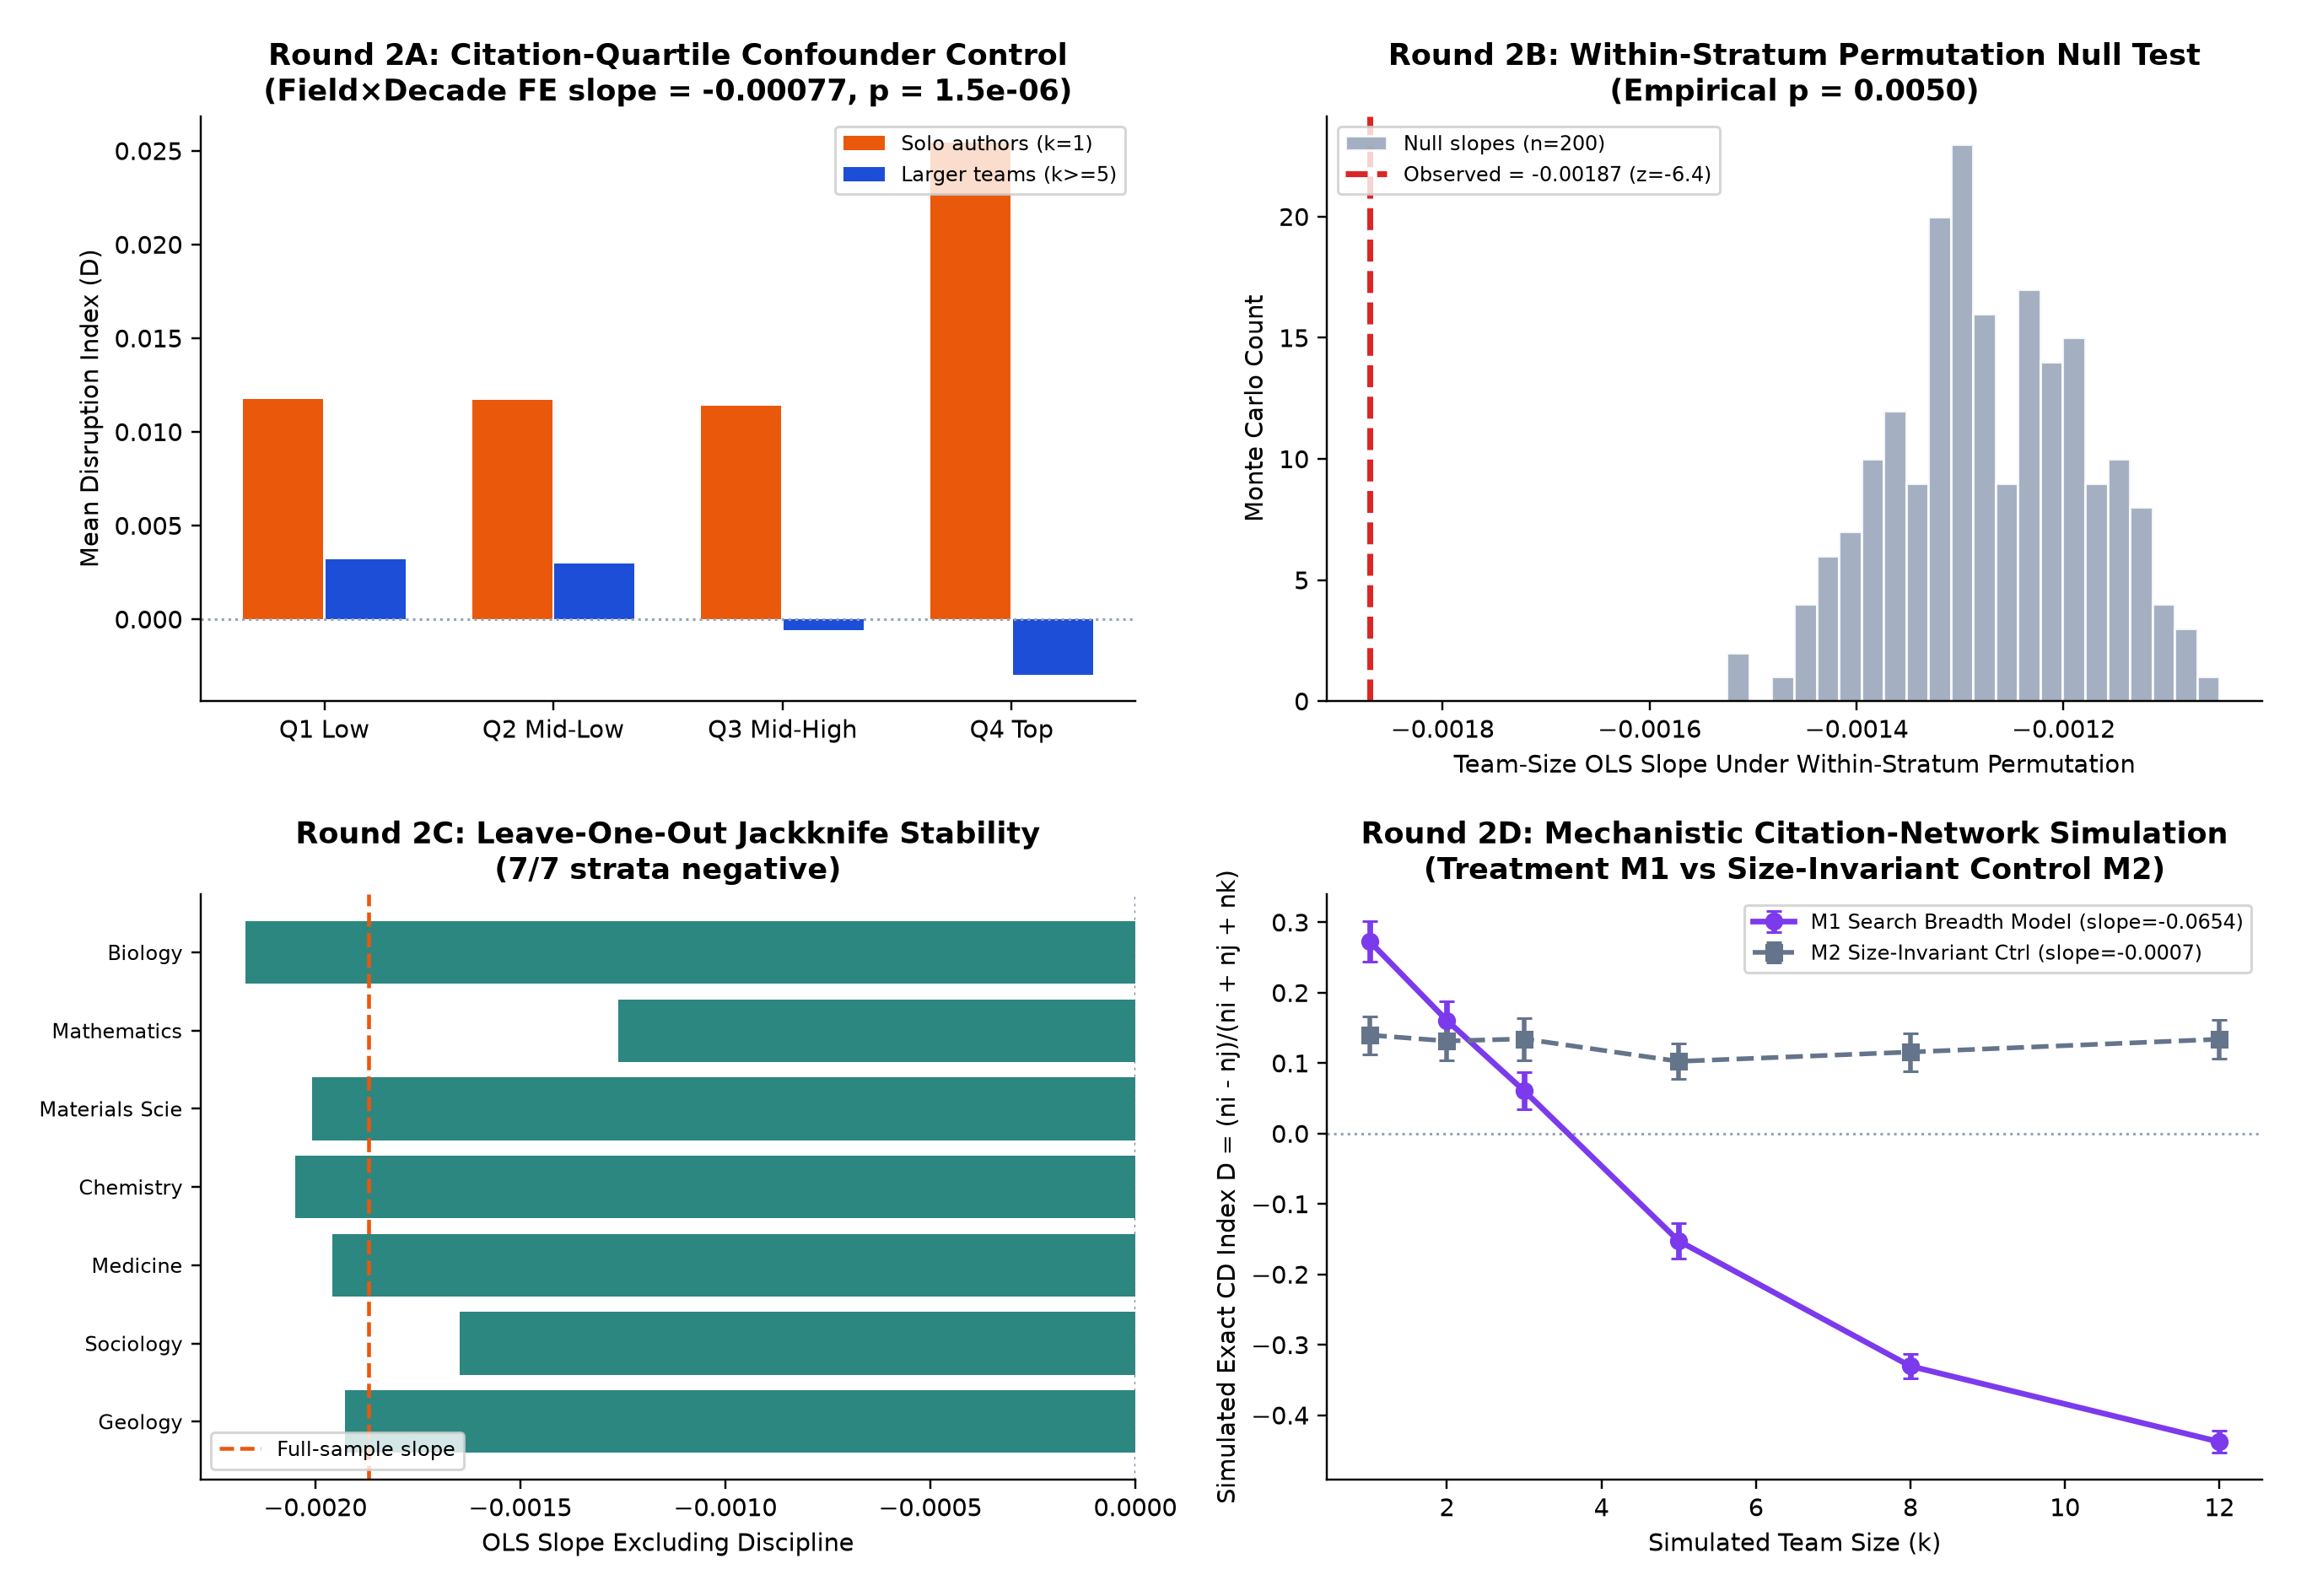 Round 2A: Citation-Quartile Confounder Control
(Field×Decade FE slope = -0.00077, p = 1.5e-06)
Solo authors (k=1)
Larger teams (k>=5)
Mean Disruption Index (D)
0.025
0.020
0.015
0.010
0.005
0.000
Q1 Low
Q2 Mid-Low
Q3 Mid-High
Q4 Top
Round 2B: Within-Stratum Permutation Null Test
(Empirical p = 0.0050)
Null slopes (n=200)
Observed = -0.00187 (z=-6.4)
Monte Carlo Count
20
15
10
5
0
−0.0018
−0.0016
−0.0014
−0.0012
Team-Size OLS Slope Under Within-Stratum Permutation
Round 2C: Leave-One-Out Jackknife Stability
(7/7 strata negative)
Biology
Mathematics
Materials Scie
Chemistry
Medicine
Sociology
Geology
Full-sample slope
−0.0020
−0.0015
−0.0010
−0.0005
0.0000
OLS Slope Excluding Discipline
Round 2D: Mechanistic Citation-Network Simulation
(Treatment M1 vs Size-Invariant Control M2)
M1 Search Breadth Model (slope=-0.0654)
M2 Size-Invariant Ctrl (slope=-0.0007)
Simulated Exact CD Index D = (ni - nj)/(ni + nj + nk)
0.3
0.2
0.1
0.0
−0.1
−0.2
−0.3
−0.4
2
4
6
8
10
12
Simulated Team Size (k)